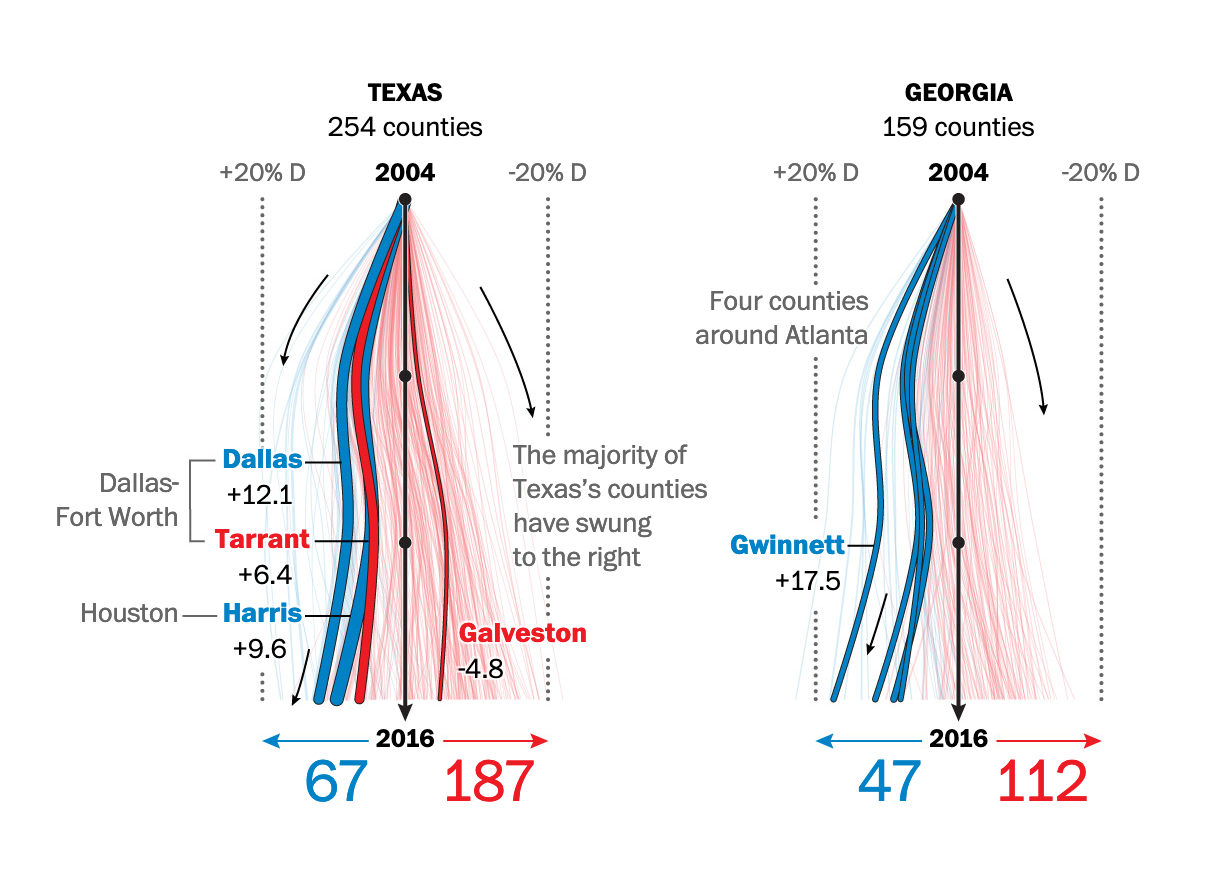 TEXAS
254 counties
+20% D
2004
-20% D
Dallas-
Fort Worth
Dallas
+12.1
Tarrant
+6.4
Houston
Harris
+9.6
The majority of
Texas’s counties
have swung
to the right
Galveston
-4.8
2016
67
187
GEORGIA
159 counties
+20% D
2004
-20% D
Four counties
around Atlanta
Gwinnett
+17.5
2016
47
112